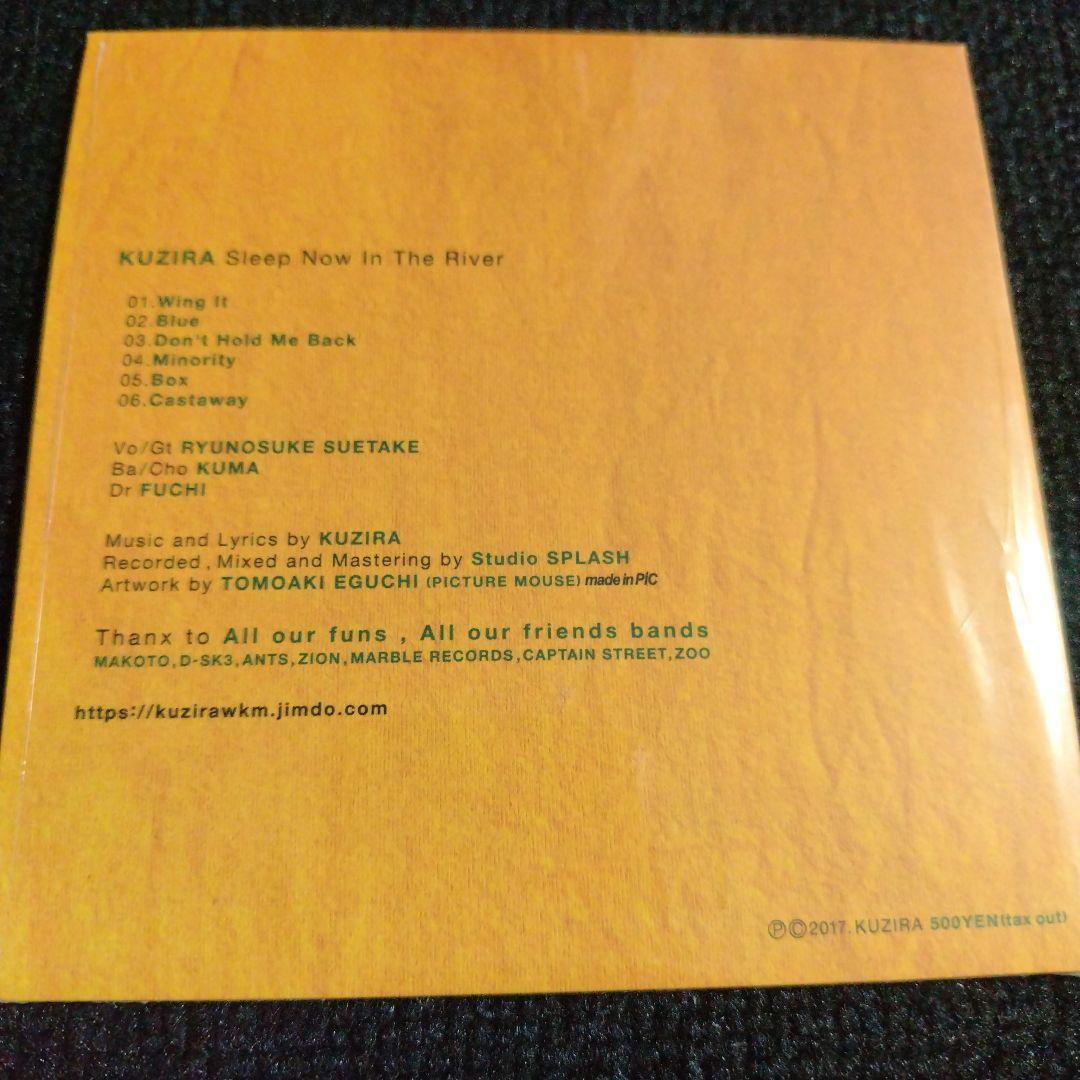 KUZIRA Sleep Now In The River
01.Wing It
02.Blue
03.Don't Hold Me Back
04.Minority
05.Box
06.Castaway
Vo/Gt RYUNOSUKE SUETAKE
Ba/Cho KUMA
Dr FUCHI
Music and Lyrics by KUZIRA
Recorded, Mixed and Mastering by Studio SPLASH
Artwork by TOMOAKI EGUCHI (PICTURE MOUSE) made in PIC
Thanx to All our funs , All our friends bands
MAKOTO,D-SK3,ANTS,ZION,MARBLE RECORDS,CAPTAIN STREET,ZOO
https://kuzirawkm.jimdo.com
Ⓟ©2017. KUZIRA 500YEN(tax out)